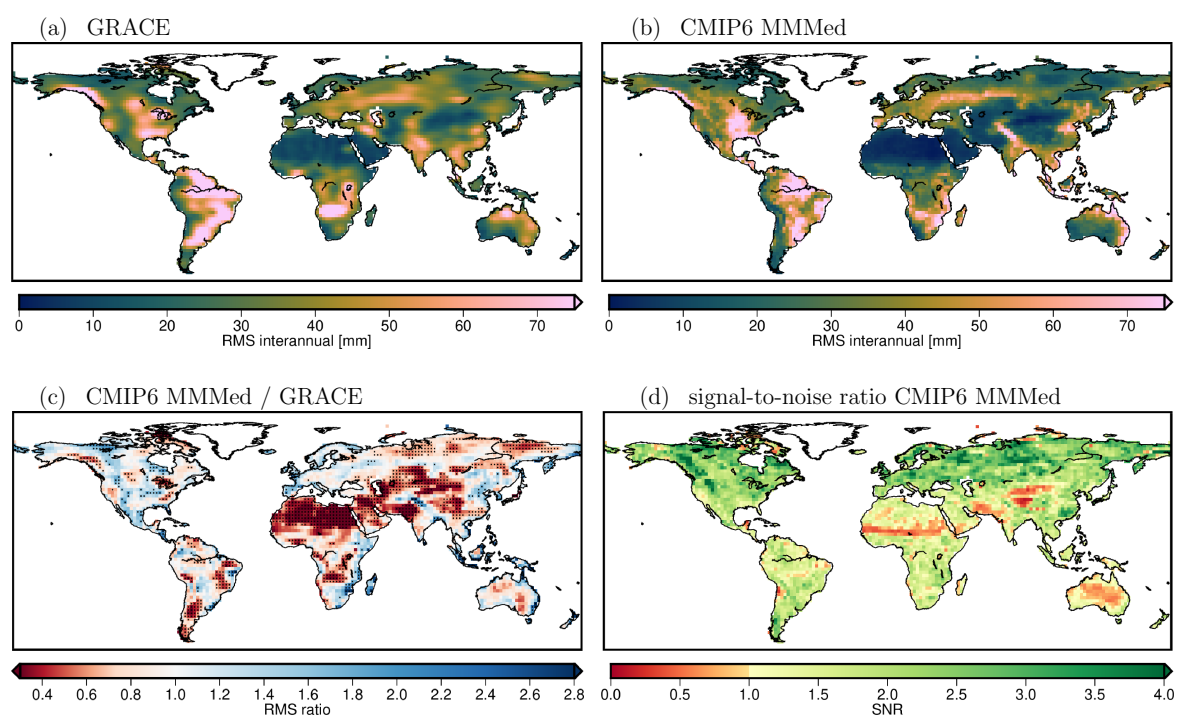 (a) GRACE
(b) CMIP6 MMMed
0 10 20 30 40 50 60 70
RMS interannual [mm]
0 10 20 30 40 50 60 70
RMS interannual [mm]
(c) CMIP6 MMMed / GRACE
(d) signal-to-noise ratio CMIP6 MMMed
0.4 0.6 0.8 1.0 1.2 1.4 1.6 1.8 2.0 2.2 2.4 2.6 2.8
RMS ratio
0.0 0.5 1.0 1.5 2.0 2.5 3.0 3.5 4.0
SNR